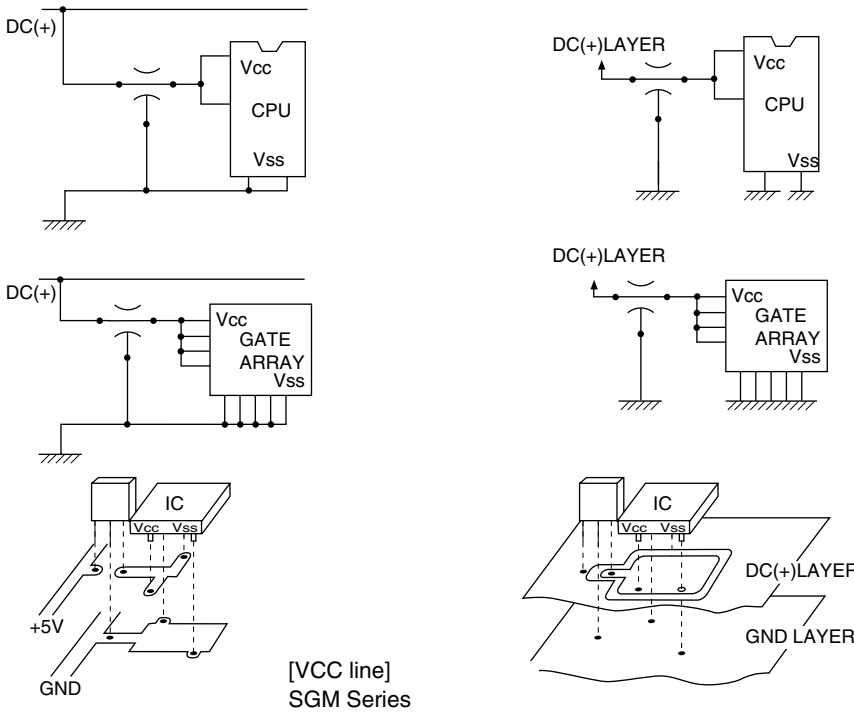 DC(+)
Vcc
CPU
Vss
DC(+)LAYER
Vcc
CPU
Vss
DC(+)
Vcc
GATE
ARRAY
Vss
DC(+)LAYER
Vcc
GATE
ARRAY
Vss
IC
Vcc Vss
+5V
GND
IC
Vcc Vss
DC(+)LAYER
GND LAYER
[VCC line]
SGM Series